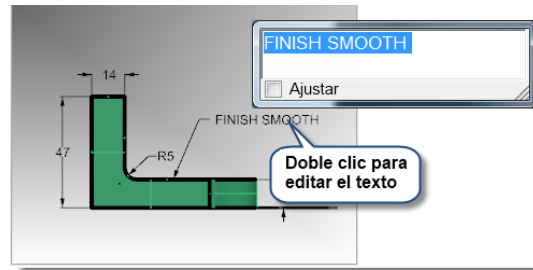 FINISH SMOOTH
Ajustar
14
FINISH SMOOTH
47
R5
Doble clic para
editar el texto